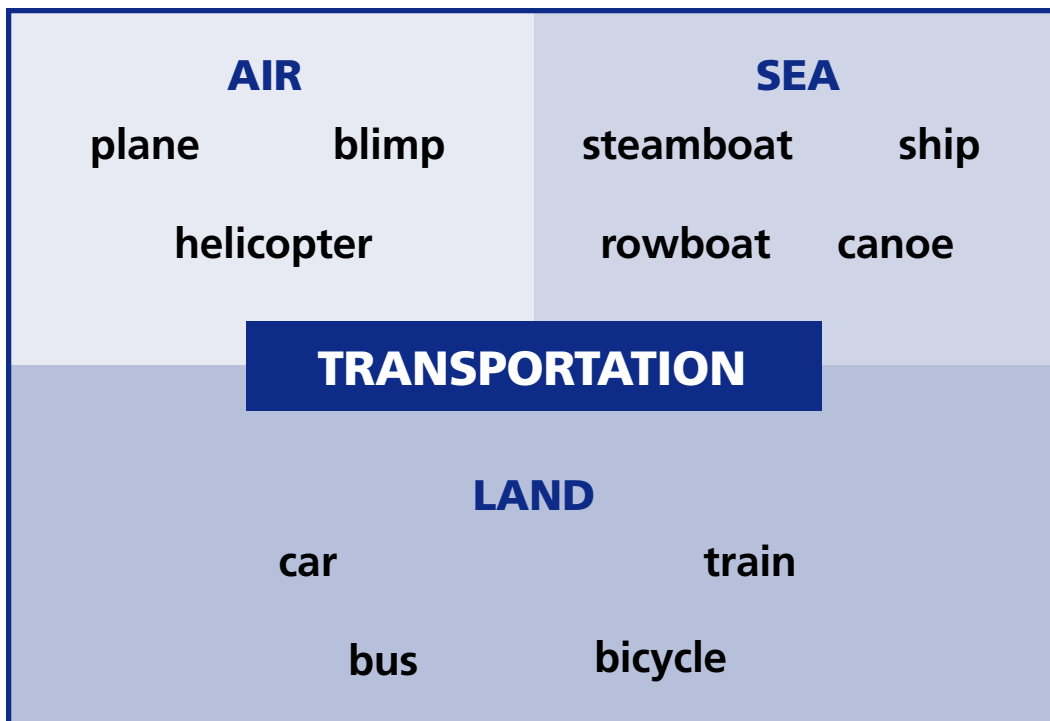 AIR
plane blimp
helicopter
SEA
steamboat ship
rowboat canoe
TRANSPORTATION
LAND
car train
bus bicycle